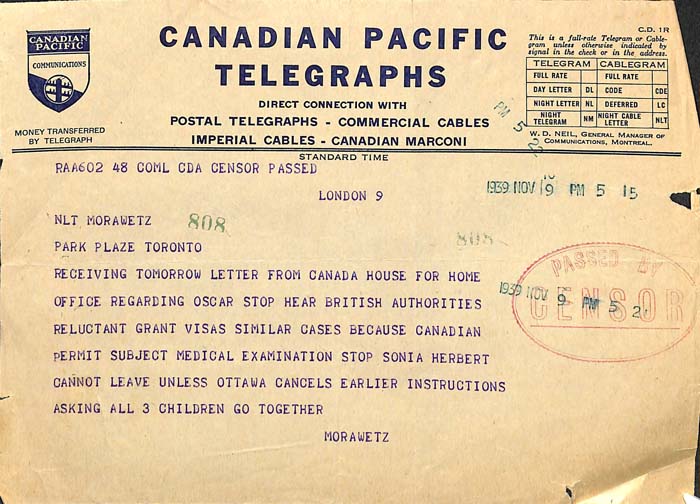 CANADIAN PACIFIC
COMMUNICATIONS
MONEY TRANSFERRED
BY TELEGRAPH
CANADIAN PACIFIC
TELEGRAPHS
DIRECT CONNECTION WITH
POSTAL TELEGRAPHS - COMMERCIAL CABLES
IMPERIAL CABLES - CANADIAN MARCONI
STANDARD TIME
C.D. 1R
This is a full-rate Telegram or Cable-
gram unless otherwise indicated by
signal in the check or in the address.
TELEGRAM CABLEGRAM
FULL RATE FULL RATE
DAY LETTER DL CODE CDE
NIGHT LETTER NL DEFERRED LC
NIGHT TELEGRAM NM NIGHT CABLE LETTER NLT
W. D. NEIL, GENERAL MANAGER OF
COMMUNICATIONS, MONTREAL.
PM 5 22
RAA602 48 COML CDA CENSOR PASSED
LONDON 9
1939 NOV 9 PM 5 15
NLT MORAWETZ 808
PARK PLAZE TORONTO 808
RECEIVING TOMORROW LETTER FROM CANADA HOUSE FOR HOME
OFFICE REGARDING OSCAR STOP HEAR BRITISH AUTHORITIES
RELUCTANT GRANT VISAS SIMILAR CASES BECAUSE CANADIAN
PERMIT SUBJECT MEDICAL EXAMINATION STOP SONIA HERBERT
CANNOT LEAVE UNLESS OTTAWA CANCELS EARLIER INSTRUCTIONS
ASKING ALL 3 CHILDREN GO TOGETHER
MORAWETZ
PASSED BY
CENSOR
1939 NOV 9 PM 5